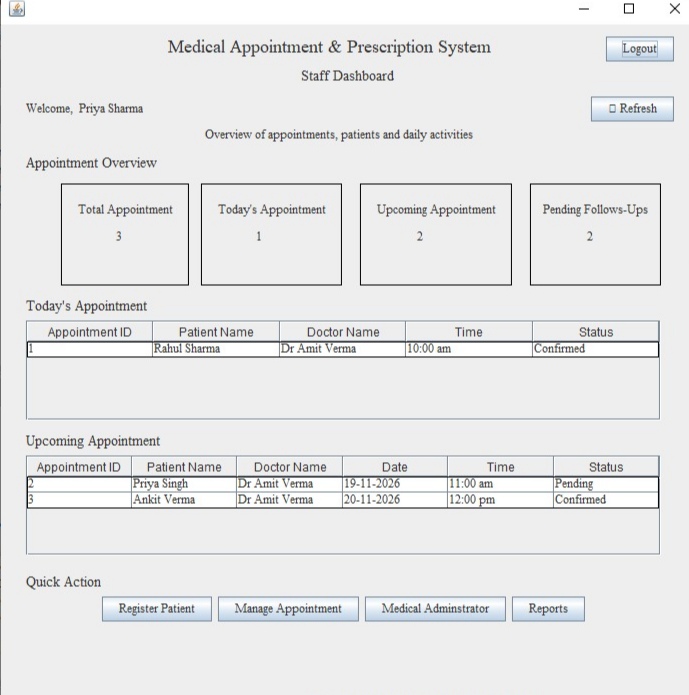 Medical Appointment & Prescription System
Logout
Staff Dashboard
Welcome, Priya Sharma
Refresh
Overview of appointments, patients and daily activities
Appointment Overview
Total Appointment Today's Appointment Upcoming Appointment Pending Follows-Ups
3 1 2 2
Today's Appointment
Appointment ID Patient Name Doctor Name Time Status
1 Rahul Sharma Dr Amit Verma 10:00 am Confirmed
Upcoming Appointment
Appointment ID Patient Name Doctor Name Date Time Status
2 Priya Singh Dr Amit Verma 19-11-2026 11:00 am Pending
3 Ankit Verma Dr Amit Verma 20-11-2026 12:00 pm Confirmed
Quick Action
Register Patient Manage Appointment Medical Adminstrator Reports